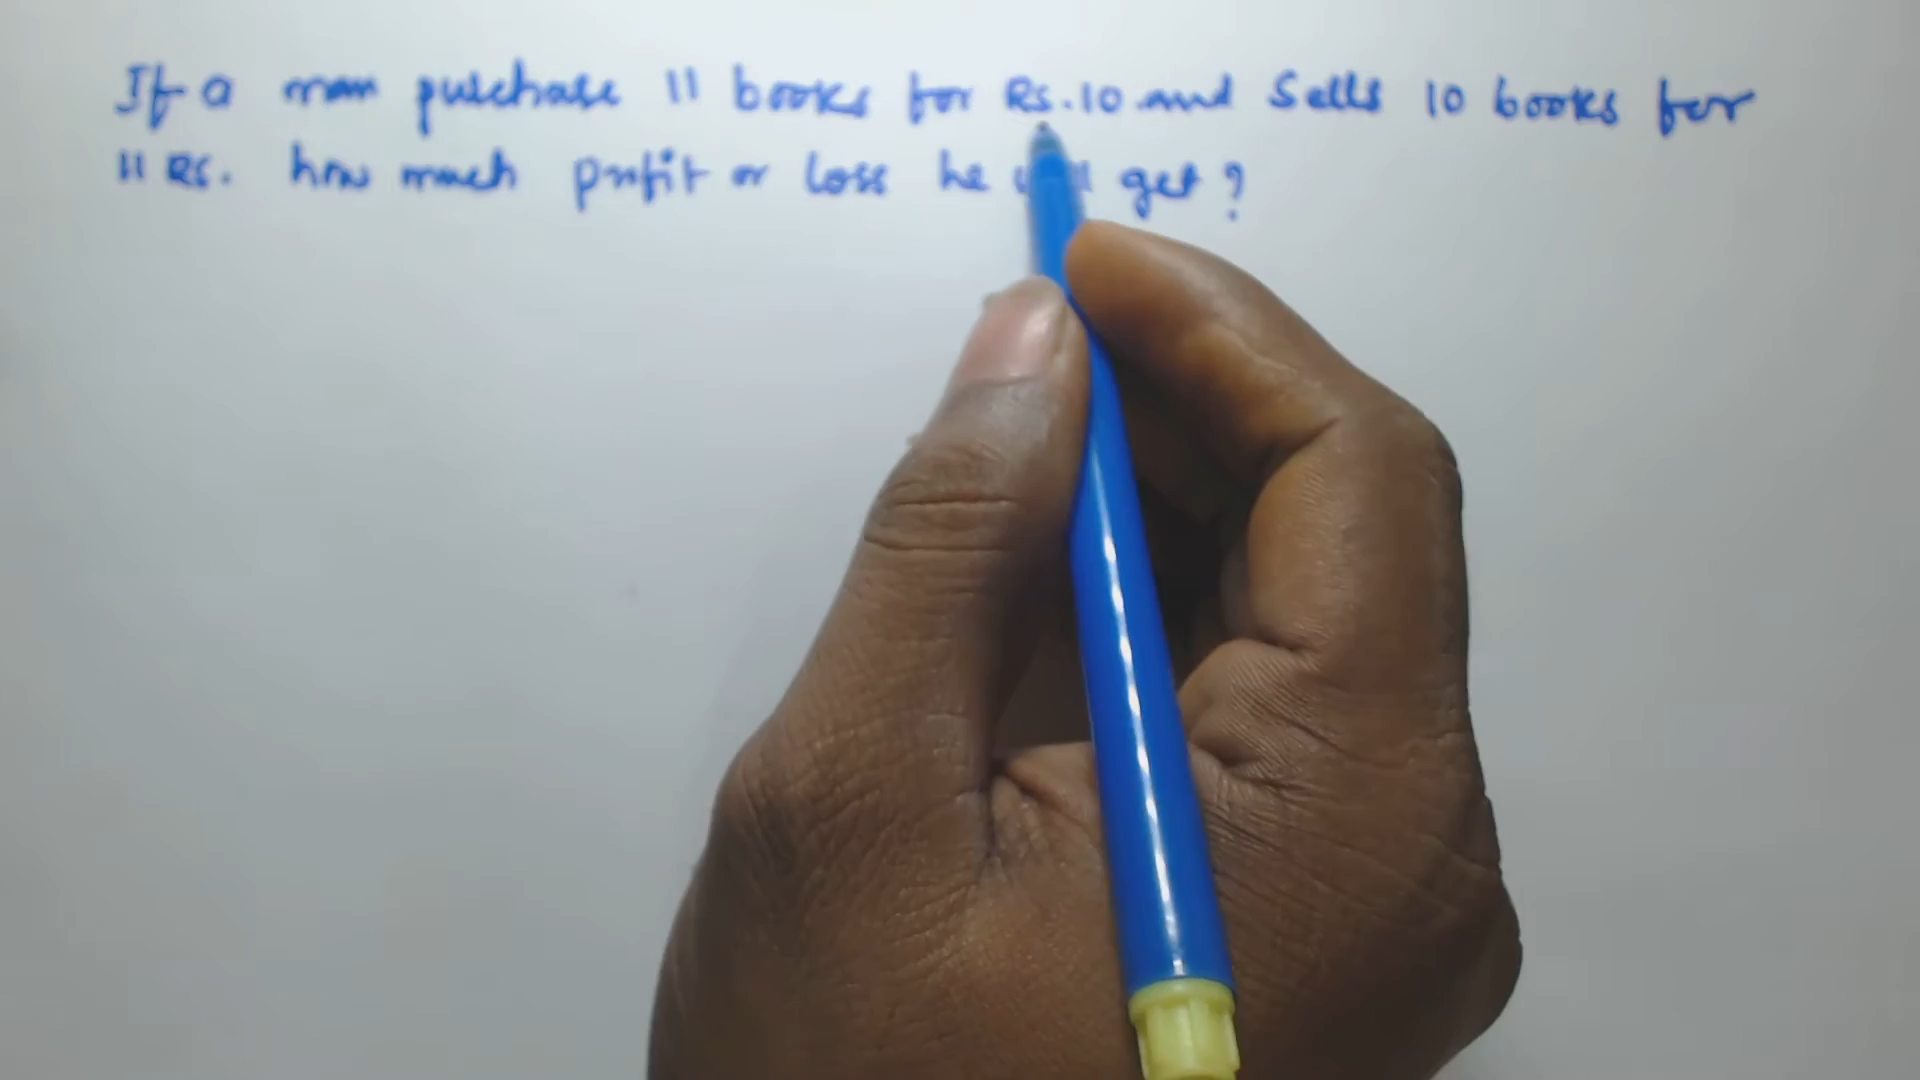 If a man purchase 11 books for Rs.10 and Sells 10 books for
11 Rs. how much profit or loss he get?